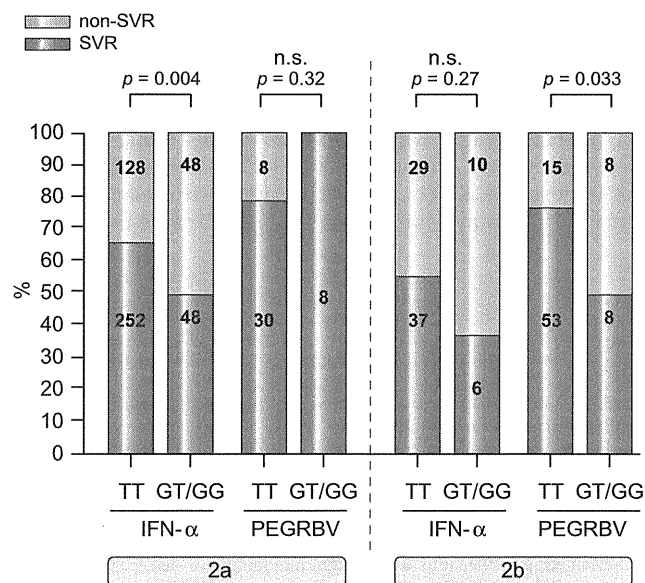 non-SVR
SVR
n.s.
n.s.
p = 0.004
p = 0.32
p = 0.27
p = 0.033
100
90
80
70
60
50
40
30
20
10
0
%
128
48
8
29
10
15
8
252
48
30
8
37
6
53
8
TT GT/GG TT GT/GG TT GT/GG TT GT/GG
IFN-α PEGRBV IFN-α PEGRBV
2a 2b